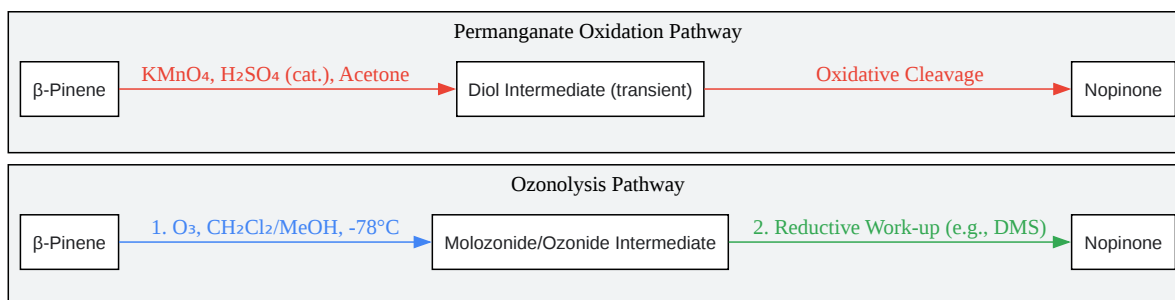 Permanganate Oxidation Pathway
β-Pinene
KMnO₄, H₂SO₄ (cat.), Acetone
Diol Intermediate (transient)
Oxidative Cleavage
Nopinone
Ozonolysis Pathway
β-Pinene
1. O₃, CH₂Cl₂/MeOH, -78°C
Molozonide/Ozonide Intermediate
2. Reductive Work-up (e.g., DMS)
Nopinone